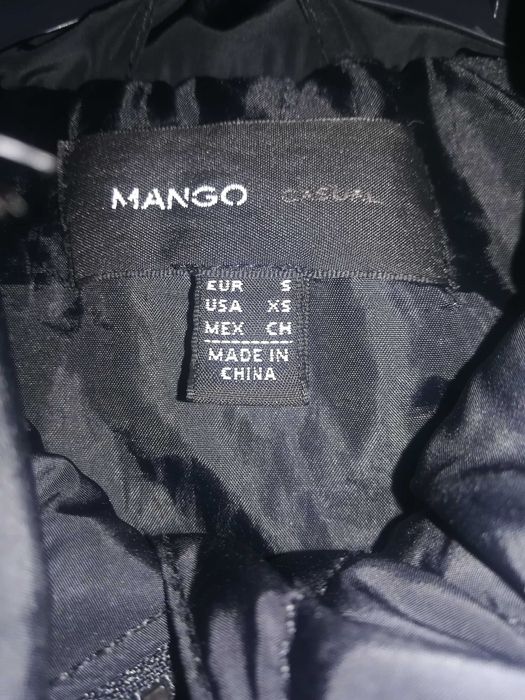 MANGO CASUAL
EUR S
USA XS
MEX CH
MADE IN
CHINA